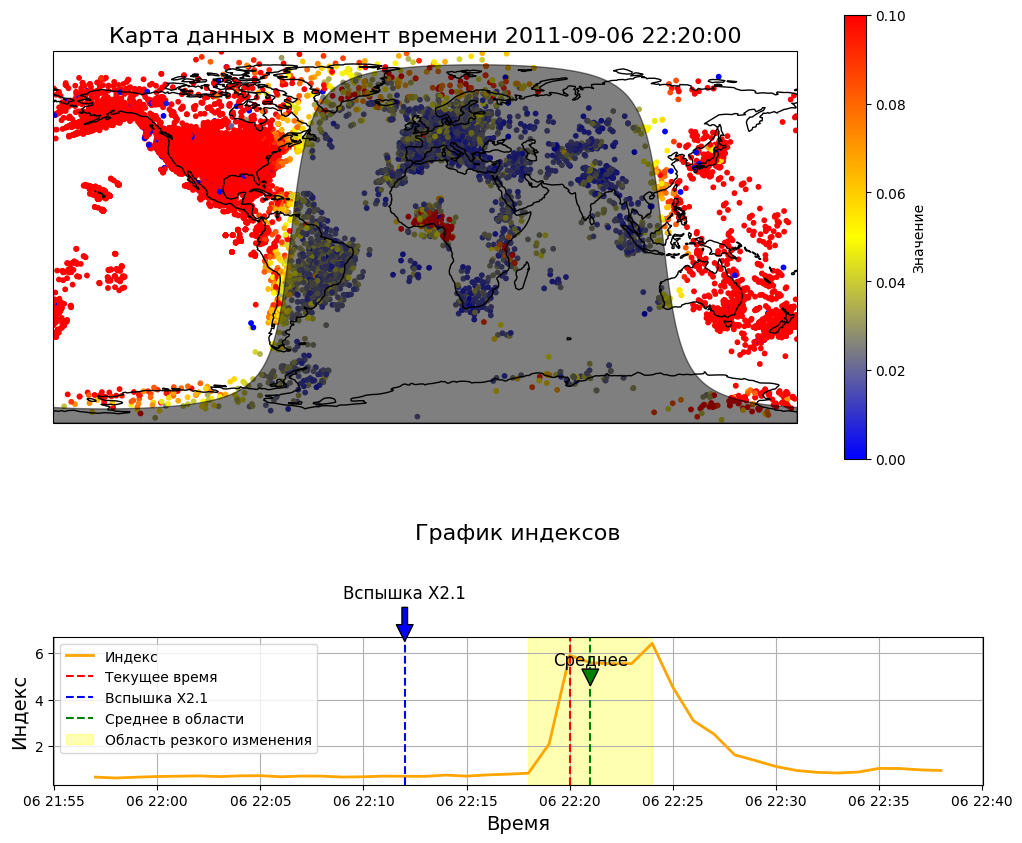 Карта данных в момент времени 2011-09-06 22:20:00
0.10
0.08
0.06
0.04
0.02
0.00
Значение
График индексов
Вспышка X2.1
Среднее
Индекс
Текущее время
Вспышка X2.1
Среднее в области
Область резкого изменения
6
4
2
Индекс
06 21:55 06 22:00 06 22:05 06 22:10 06 22:15 06 22:20 06 22:25 06 22:30 06 22:35 06 22:40
Время